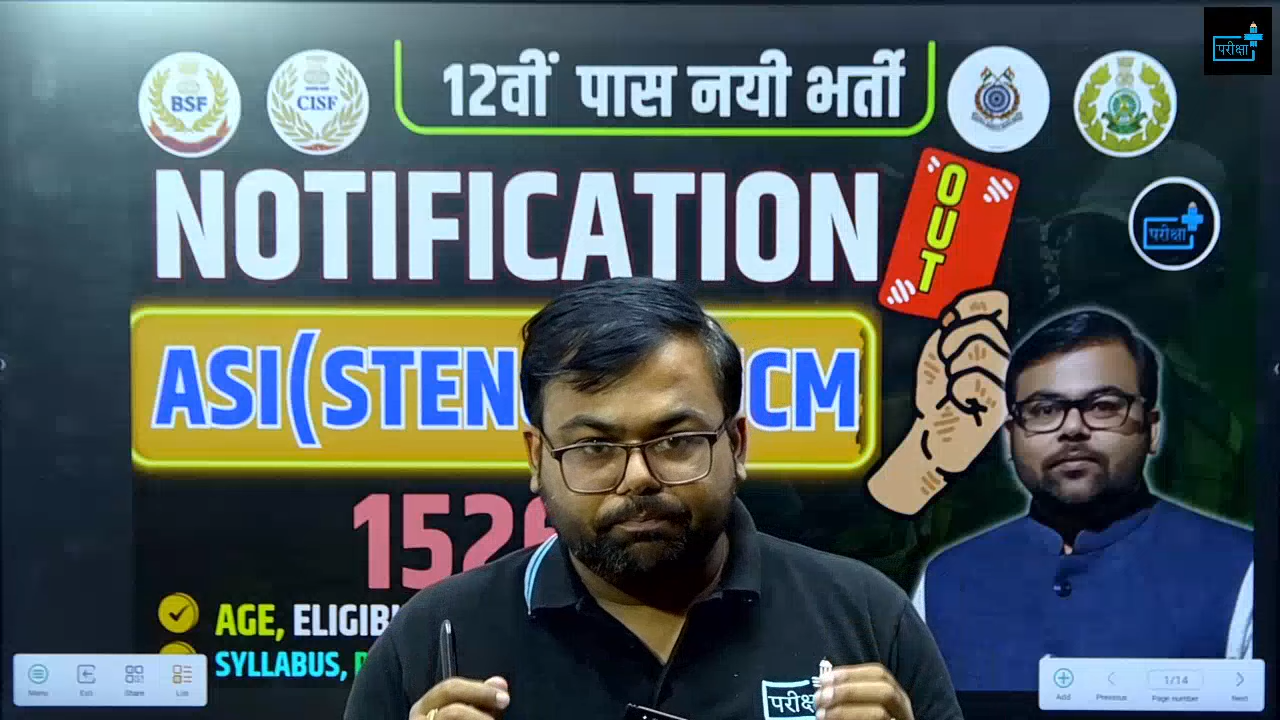 परीक्षा
BSF
CISF
12वीं पास नयी भर्ती
OUT
NOTIFICATION
परीक्षा
ASI(STEN
CM
152
AGE, ELIGIB
SYLLABUS,
Menu
Exit
Share
List
परीक्षा
Add
Previous
1/14
Page number
Next